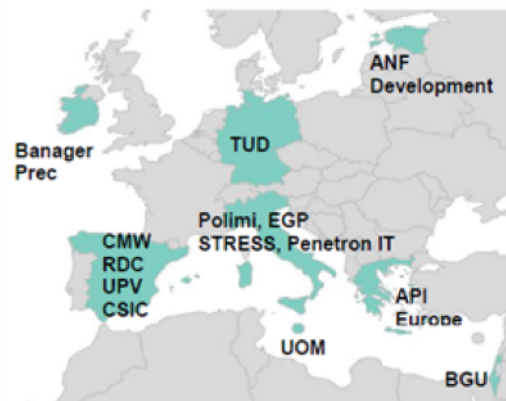 ANF
Development
Banager
Prec
TUD
Polimi, EGP
STRESS, Penetron IT
CMW
RDC
UPV
CSIC
API
Europe
UOM
BGU